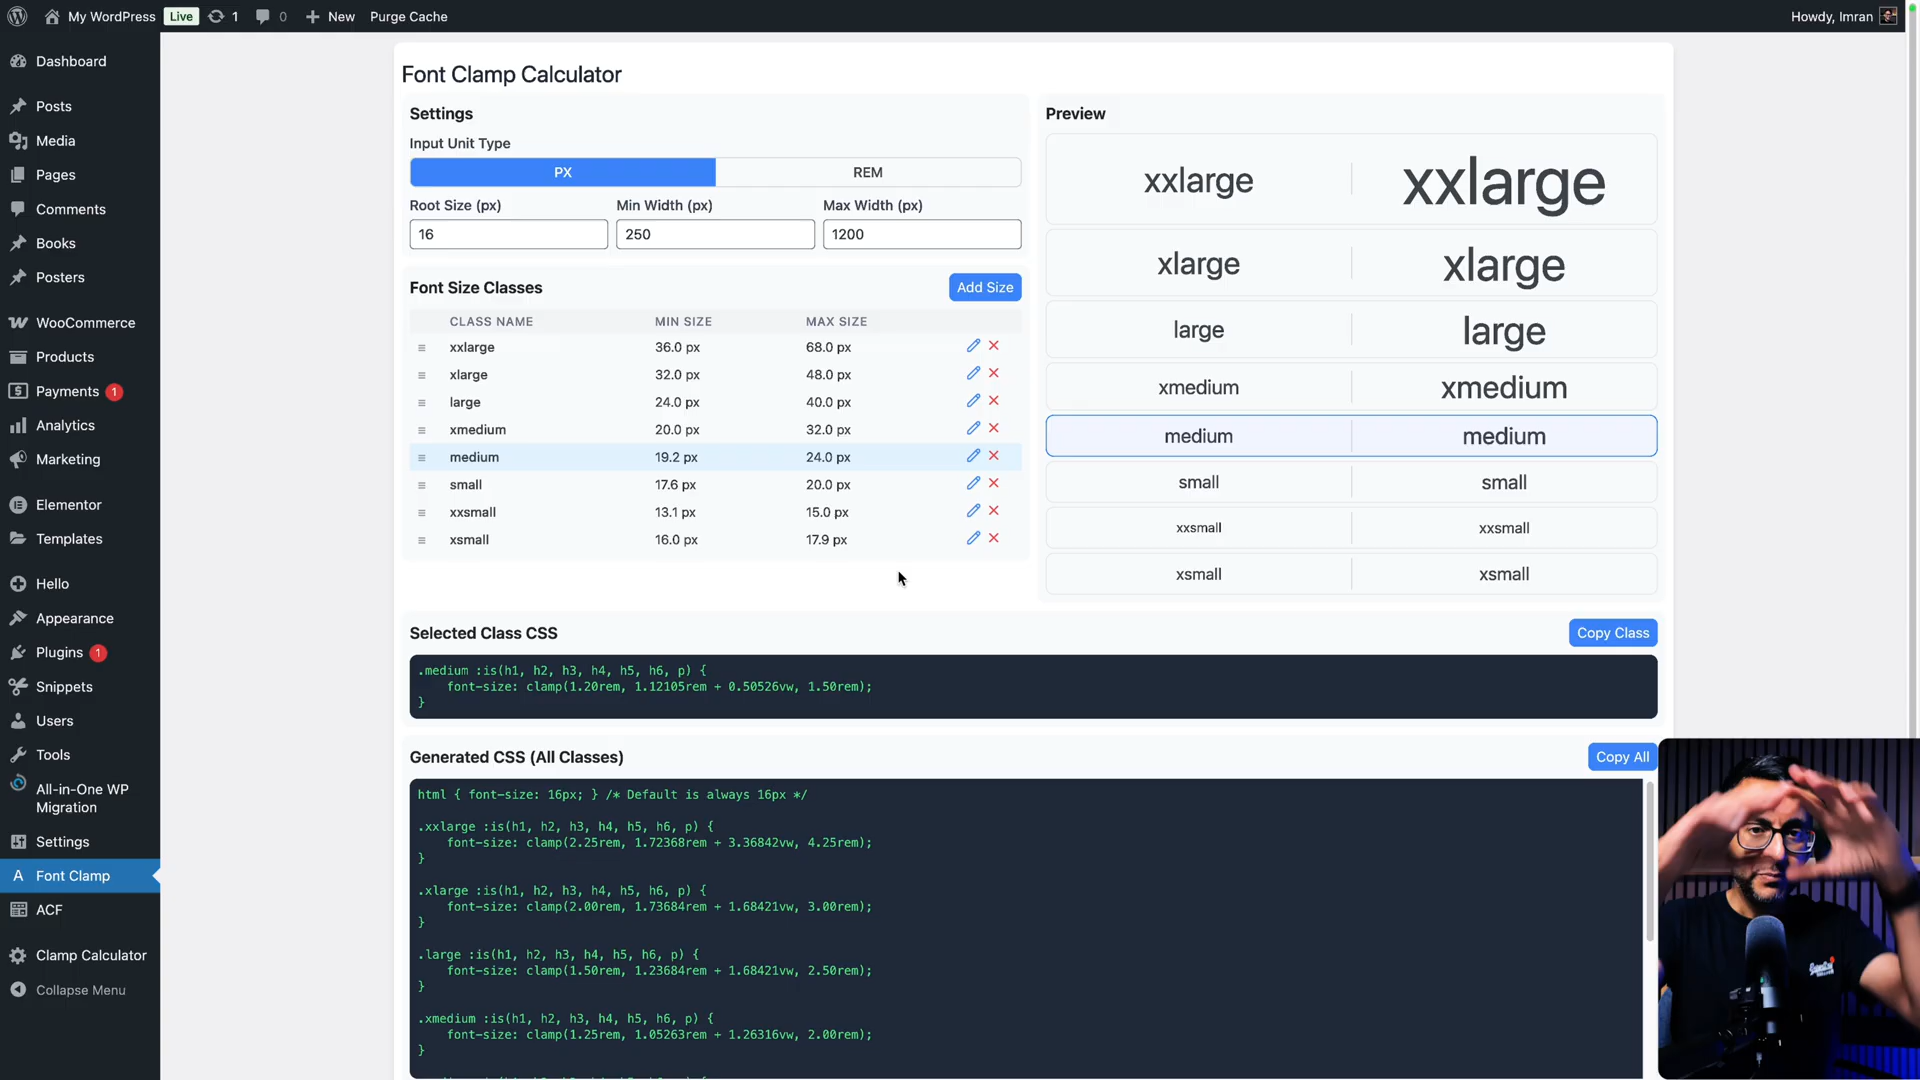 My WordPress Live 1 0 New Purge Cache
Howdy, Imran
Dashboard
Posts
Media
Pages
Comments
Books
Posters
WooCommerce
Products
Payments 1
Analytics
Marketing
Elementor
Templates
Hello
Appearance
Plugins 1
Snippets
Users
Tools
All-in-One WP
Migration
Settings
Font Clamp
ACF
Clamp Calculator
Collapse Menu
Font Clamp Calculator
Settings
Input Unit Type
PX REM
Root Size (px) Min Width (px) Max Width (px)
16 250 1200
Font Size Classes Add Size
CLASS NAME MIN SIZE MAX SIZE
xxlarge 36.0 px 68.0 px
xlarge 32.0 px 48.0 px
large 24.0 px 40.0 px
xmedium 20.0 px 32.0 px
medium 19.2 px 24.0 px
small 17.6 px 20.0 px
xxsmall 13.1 px 15.0 px
xsmall 16.0 px 17.9 px
Preview
xxlarge xxlarge
xlarge xlarge
large large
xmedium xmedium
medium medium
small small
xxsmall xxsmall
xsmall xsmall
Selected Class CSS Copy Class
.medium :is(h1, h2, h3, h4, h5, h6, p) {
font-size: clamp(1.20rem, 1.12105rem + 0.50526vw, 1.50rem);
}
Generated CSS (All Classes) Copy All
html { font-size: 16px; } /* Default is always 16px */
.xxlarge :is(h1, h2, h3, h4, h5, h6, p) {
font-size: clamp(2.25rem, 1.72368rem + 3.36842vw, 4.25rem);
}
.xlarge :is(h1, h2, h3, h4, h5, h6, p) {
font-size: clamp(2.00rem, 1.73684rem + 1.68421vw, 3.00rem);
}
.large :is(h1, h2, h3, h4, h5, h6, p) {
font-size: clamp(1.50rem, 1.23684rem + 1.68421vw, 2.50rem);
}
.xmedium :is(h1, h2, h3, h4, h5, h6, p) {
font-size: clamp(1.25rem, 1.05263rem + 1.26316vw, 2.00rem);
}